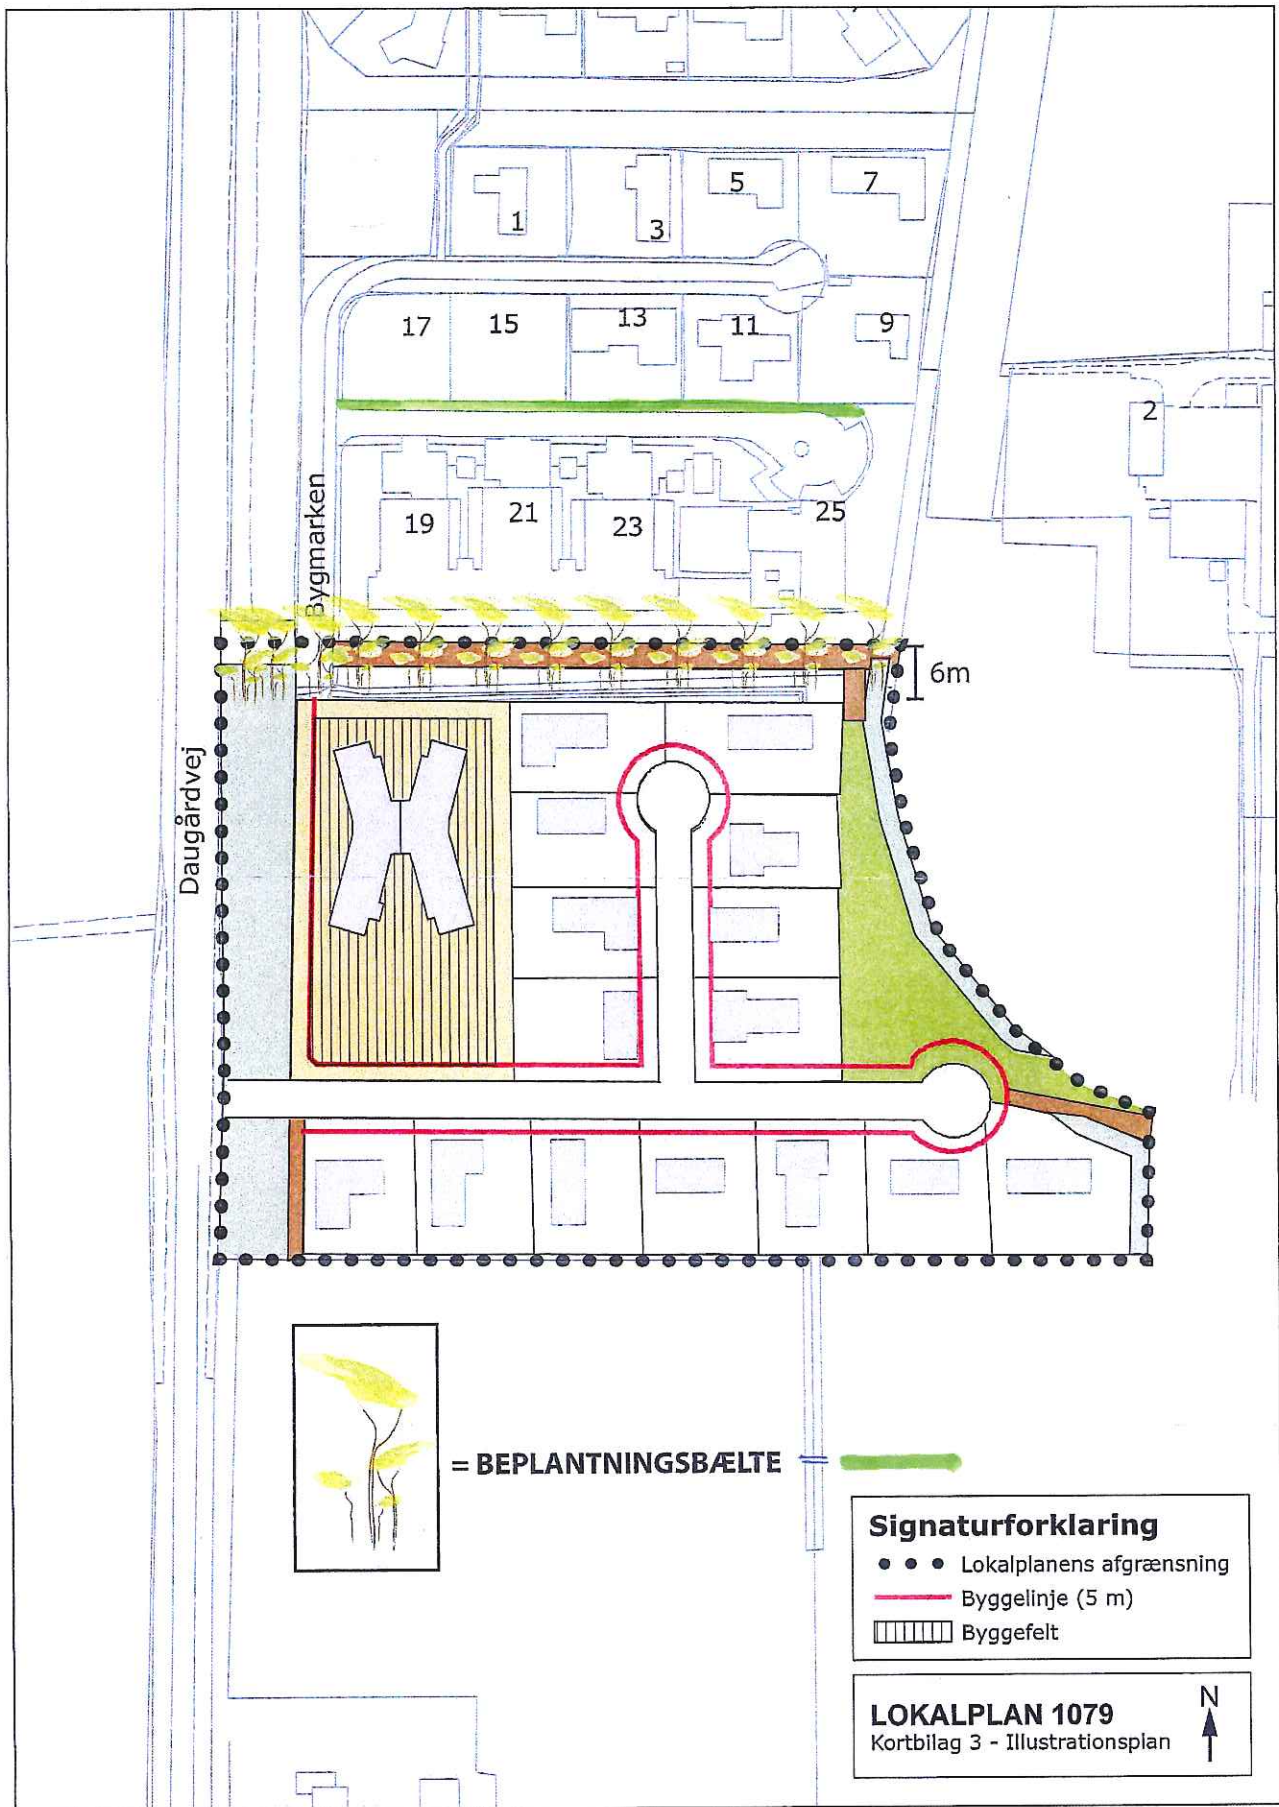 1
3
5
7
17
15
13
11
9
2
19
21
23
25
Bygmarken
6m
Daugårdvej
= BEPLANTNINGSBÆLTE =
Signaturforklaring
Lokalplanens afgrænsning
Byggelinje (5 m)
Byggefelt
LOKALPLAN 1079
Kortbilag 3 - Illustrationsplan
N